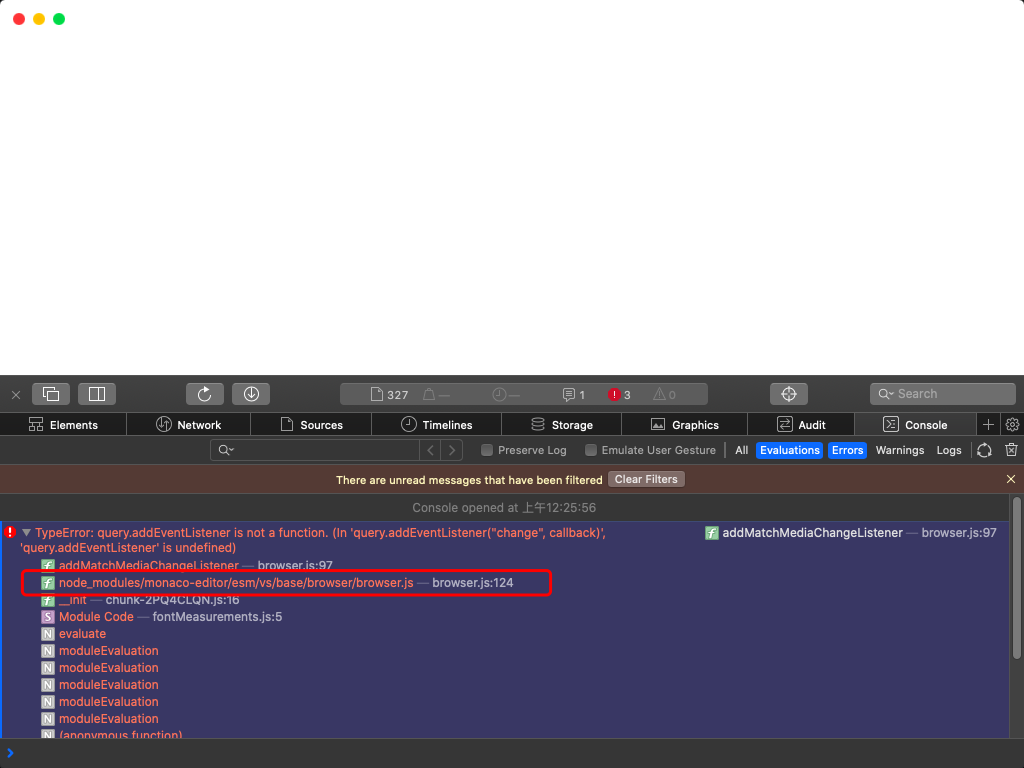 327 — — 1 3 0 Search
Elements Network Sources Timelines Storage Graphics Audit Console
Preserve Log Emulate User Gesture All Evaluations Errors Warnings Logs
There are unread messages that have been filtered Clear Filters
Console opened at 上午12:25:56
TypeError: query.addEventListener is not a function. (In 'query.addEventListener("change", callback)', f addMatchMediaChangeListener — browser.js:97
'query.addEventListener' is undefined)
f addMatchMediaChangeListener — browser.js:97
f node_modules/monaco-editor/esm/vs/base/browser/browser.js — browser.js:124
f __init — chunk-2PQ4CLQN.js:16
S Module Code — fontMeasurements.js:5
N evaluate
N moduleEvaluation
N moduleEvaluation
N moduleEvaluation
N moduleEvaluation
N moduleEvaluation
N (anonymous function)